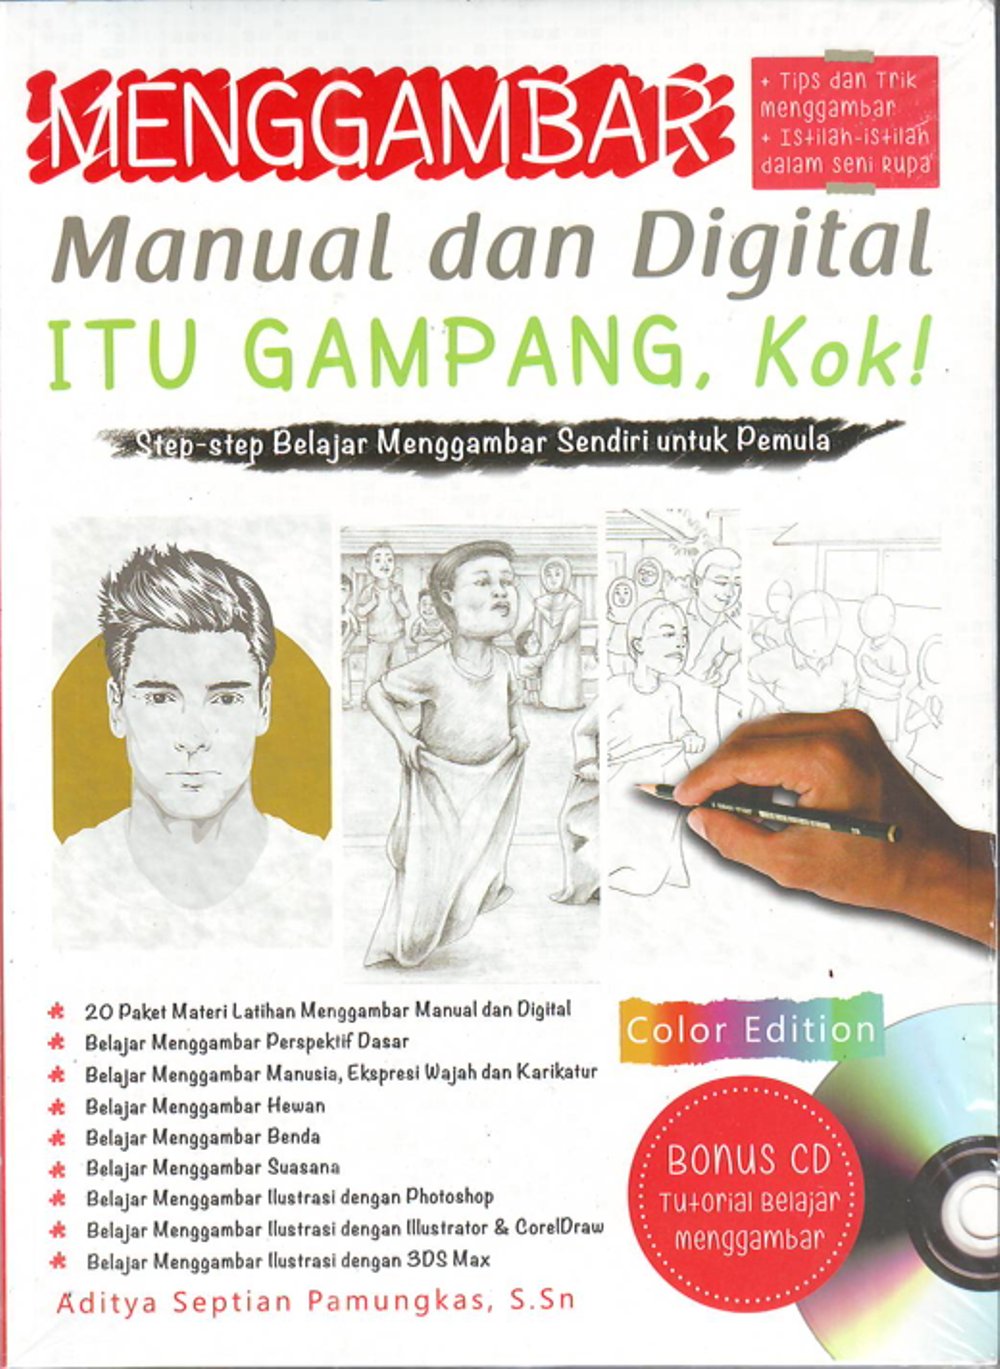 MENGGAMBAR
+ Tips dan Trik
menggambar
+ Istilah-istilah
dalam seni Rupa
Manual dan Digital
ITU GAMPANG, Kok!
Step-step Belajar Menggambar Sendiri untuk Pemula
20 Paket Materi Latihan Menggambar Manual dan Digital
Belajar Menggambar Perspektif Dasar
Belajar Menggambar Manusia, Ekspresi Wajah dan Karikatur
Belajar Menggambar Hewan
Belajar Menggambar Benda
Belajar Menggambar Suasana
Belajar Menggambar Ilustrasi dengan Photoshop
Belajar Menggambar Ilustrasi dengan Illustrator & CorelDraw
Belajar Menggambar Ilustrasi dengan 3DS Max
Aditya Septian Pamungkas, S.Sn
Color Edition
BONUS CD
Tutorial Belajar
menggambar